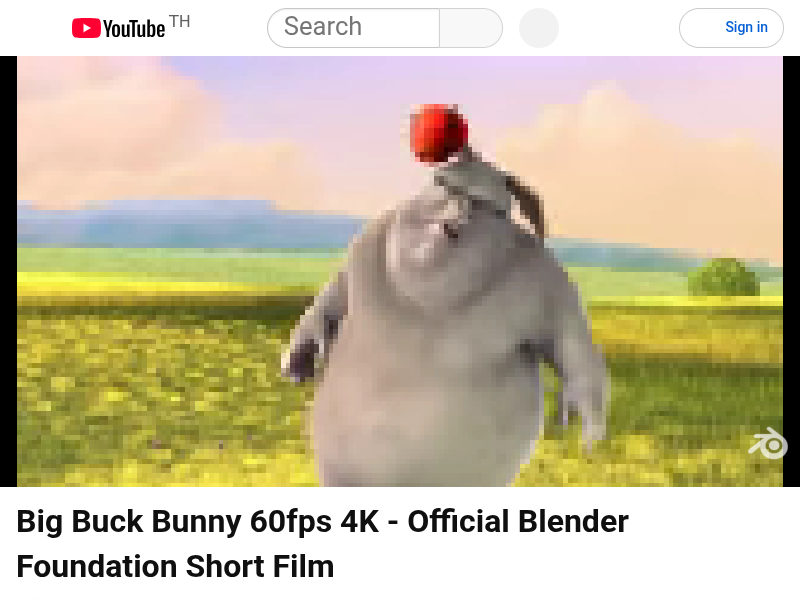 YouTube TH
Search
Sign in
Big Buck Bunny 60fps 4K - Official Blender
Foundation Short Film